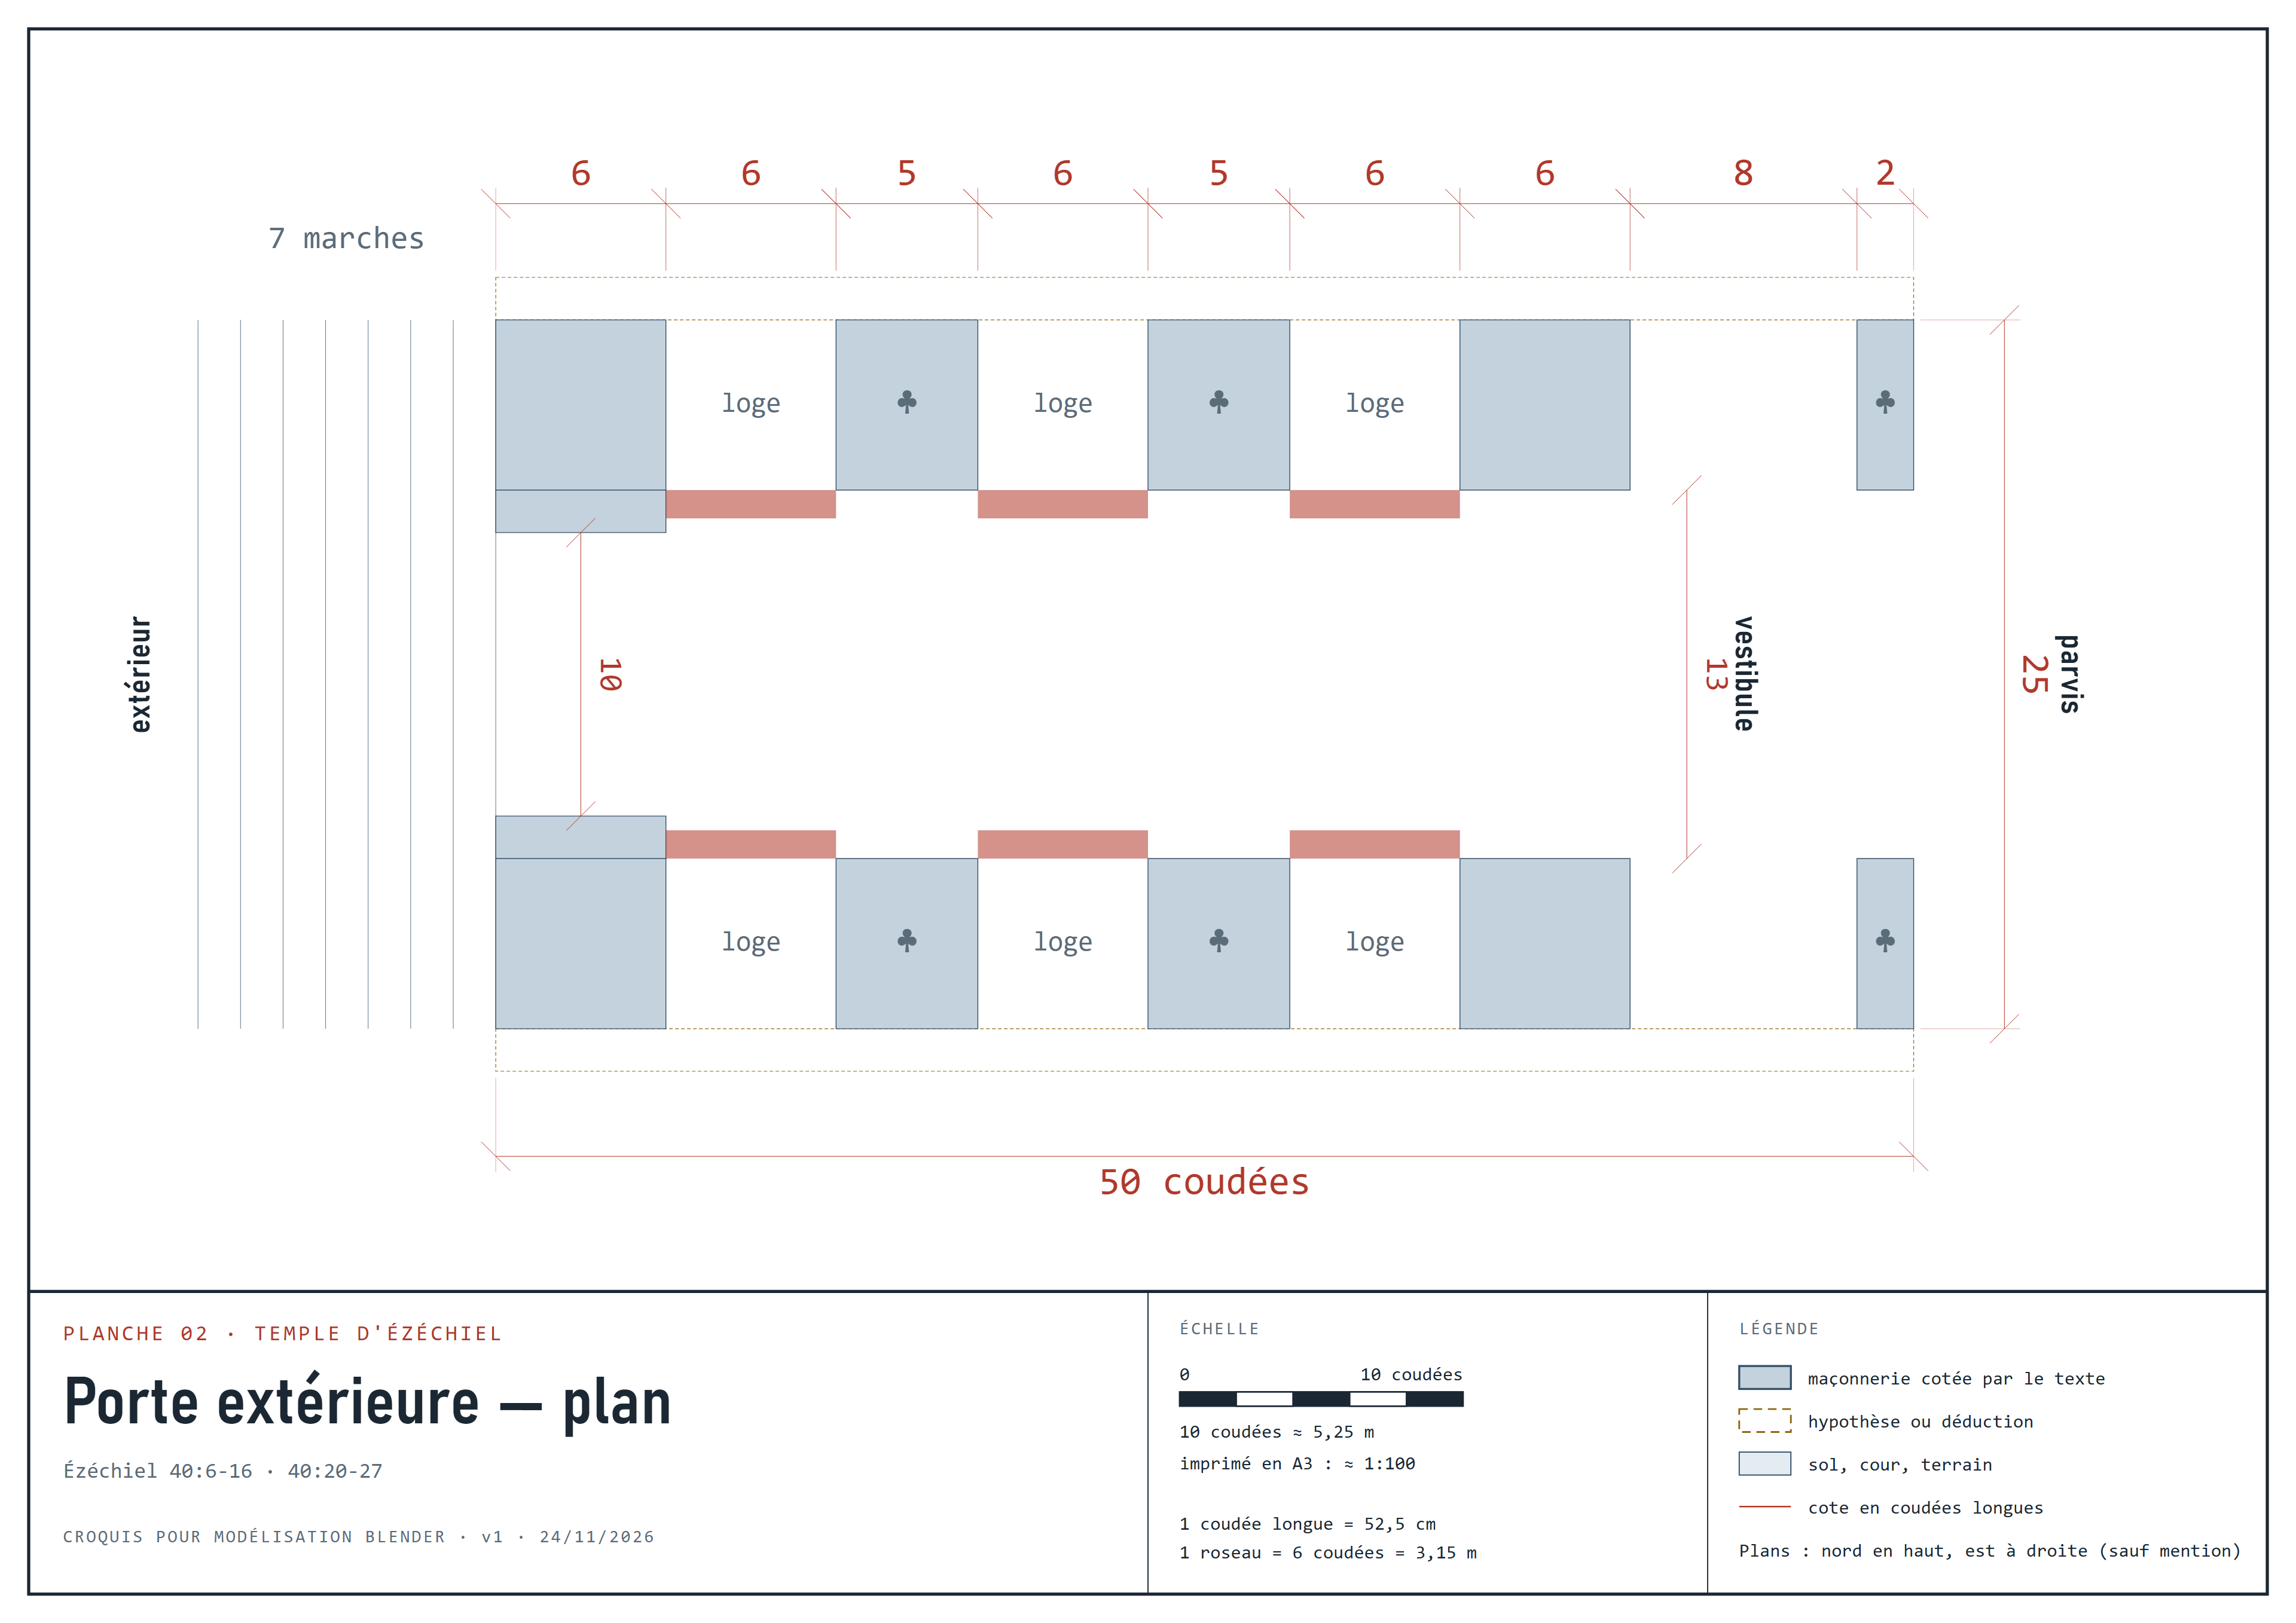 6 6 5 6 5 6 6 8 2
7 marches
loge ♣ loge ♣ loge ♣
extérieur
10
13
vestibule
25
parvis
loge ♣ loge ♣ loge ♣
50 coudées
PLANCHE 02 · TEMPLE D'ÉZÉCHIEL
Porte extérieure — plan
Ézéchiel 40:6-16 · 40:20-27
CROQUIS POUR MODÉLISATION BLENDER · v1 · 24/11/2026
ÉCHELLE
0 10 coudées
10 coudées ≈ 5,25 m
imprimé en A3 : ≈ 1:100
1 coudée longue = 52,5 cm
1 roseau = 6 coudées = 3,15 m
LÉGENDE
maçonnerie cotée par le texte
hypothèse ou déduction
sol, cour, terrain
cote en coudées longues
Plans : nord en haut, est à droite (sauf mention)